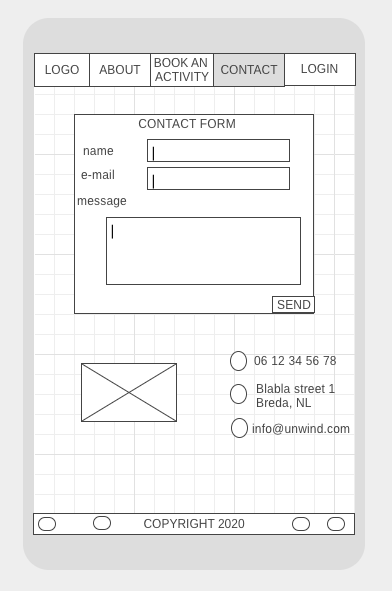 LOGO
ABOUT
BOOK AN
ACTIVITY
CONTACT
LOGIN
CONTACT FORM
name
e-mail
message
SEND
06 12 34 56 78
Blabla street 1
Breda, NL
info@unwind.com
COPYRIGHT 2020